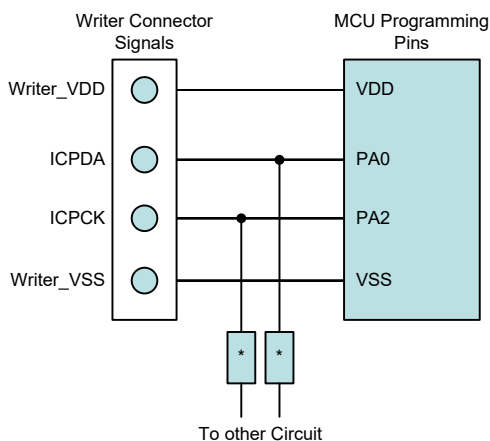 Writer Connector
Signals
MCU Programming
Pins
Writer_VDD
VDD
ICPDA
PA0
ICPCK
PA2
Writer_VSS
VSS
*
*
To other Circuit